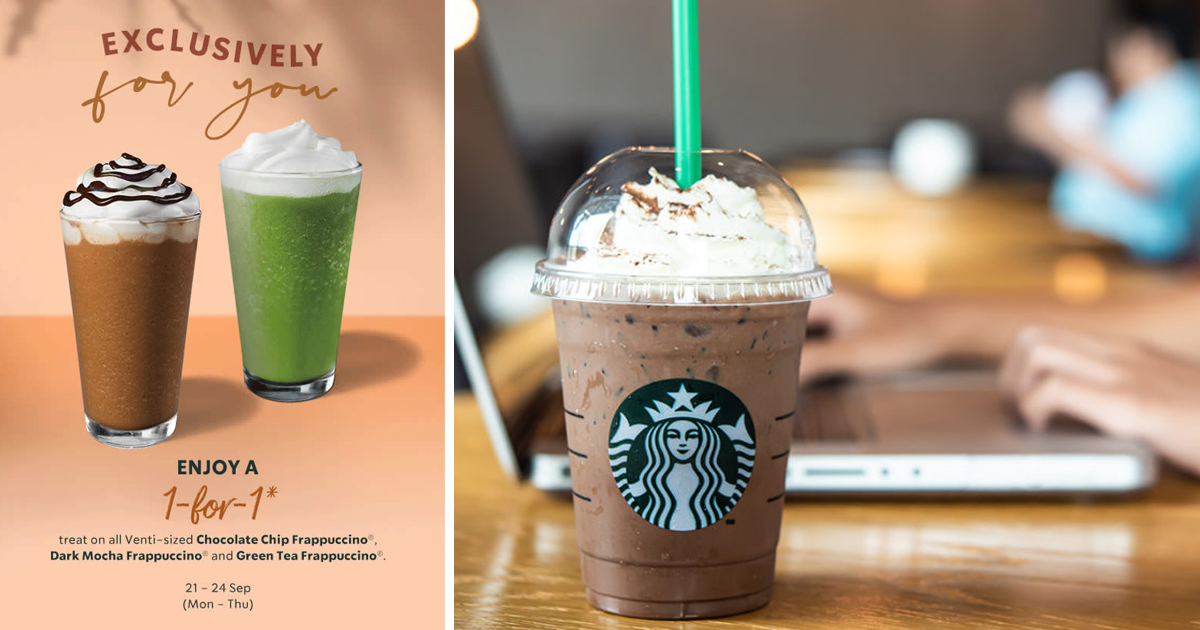 EXCLUSIVELY
for you
ENJOY A
1-for-1*
treat on all Venti-sized Chocolate Chip Frappuccino®,
Dark Mocha Frappuccino® and Green Tea Frappuccino®.
21 – 24 Sep
(Mon – Thu)